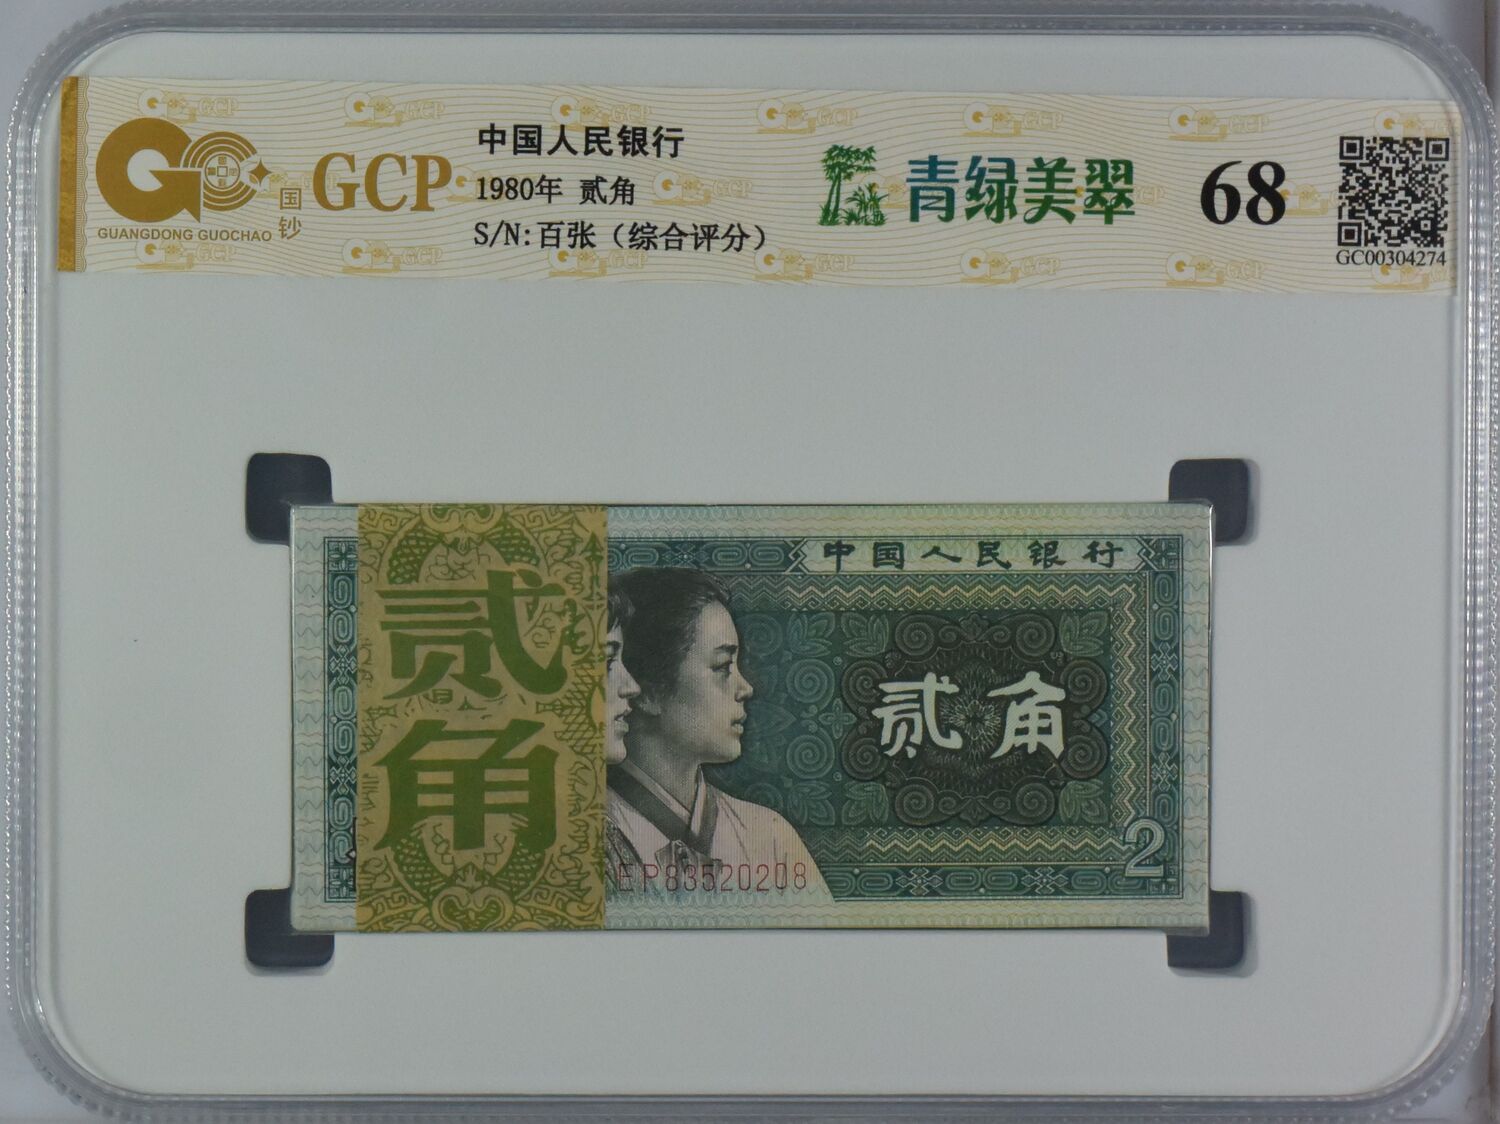 GCP
国钞
GUANGDONG GUOCHAO
中国人民银行
1980年 贰角
S/N:百张（综合评分）
青绿美翠
68
GC00304274
中国人民银行
贰角
贰角
EP83520208
2